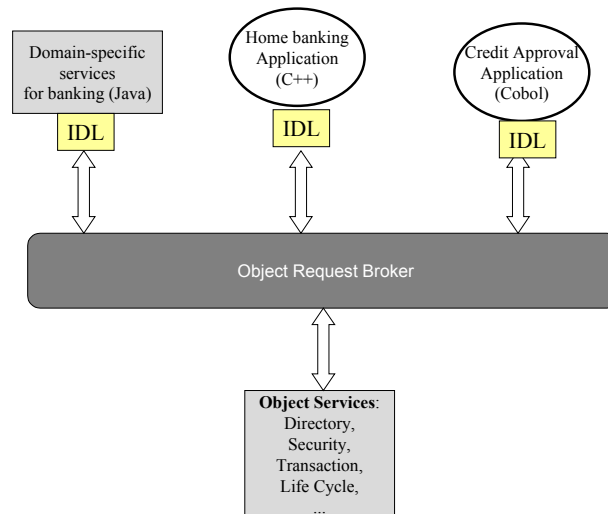 Domain-specific
services
for banking (Java)
IDL
Home banking
Application
(C++)
IDL
Credit Approval
Application
(Cobol)
IDL
Object Request Broker
Object Services:
Directory,
Security,
Transaction,
Life Cycle,
...